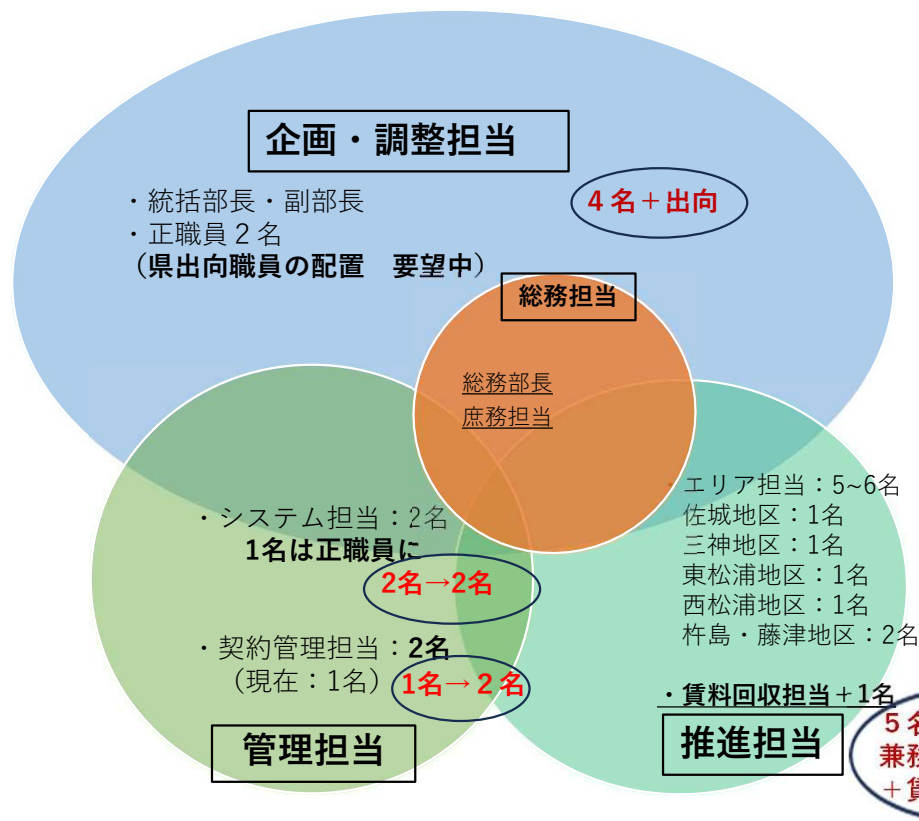 企画・調整担当
・統括部長・副部長
・正職員２名
（県出向職員の配置　要望中）
４名＋出向
総務担当
総務部長
庶務担当
・システム担当：2名
1名は正職員に
2名→2名
・契約管理担当：2名
（現在：1名）
1名→２名
管理担当
・エリア担当：5~6名
佐城地区：1名
三神地区：1名
東松浦地区：1名
西松浦地区：1名
杵島・藤津地区：2名
・賃料回収担当＋1名
推進担当
５名
兼務
＋賃